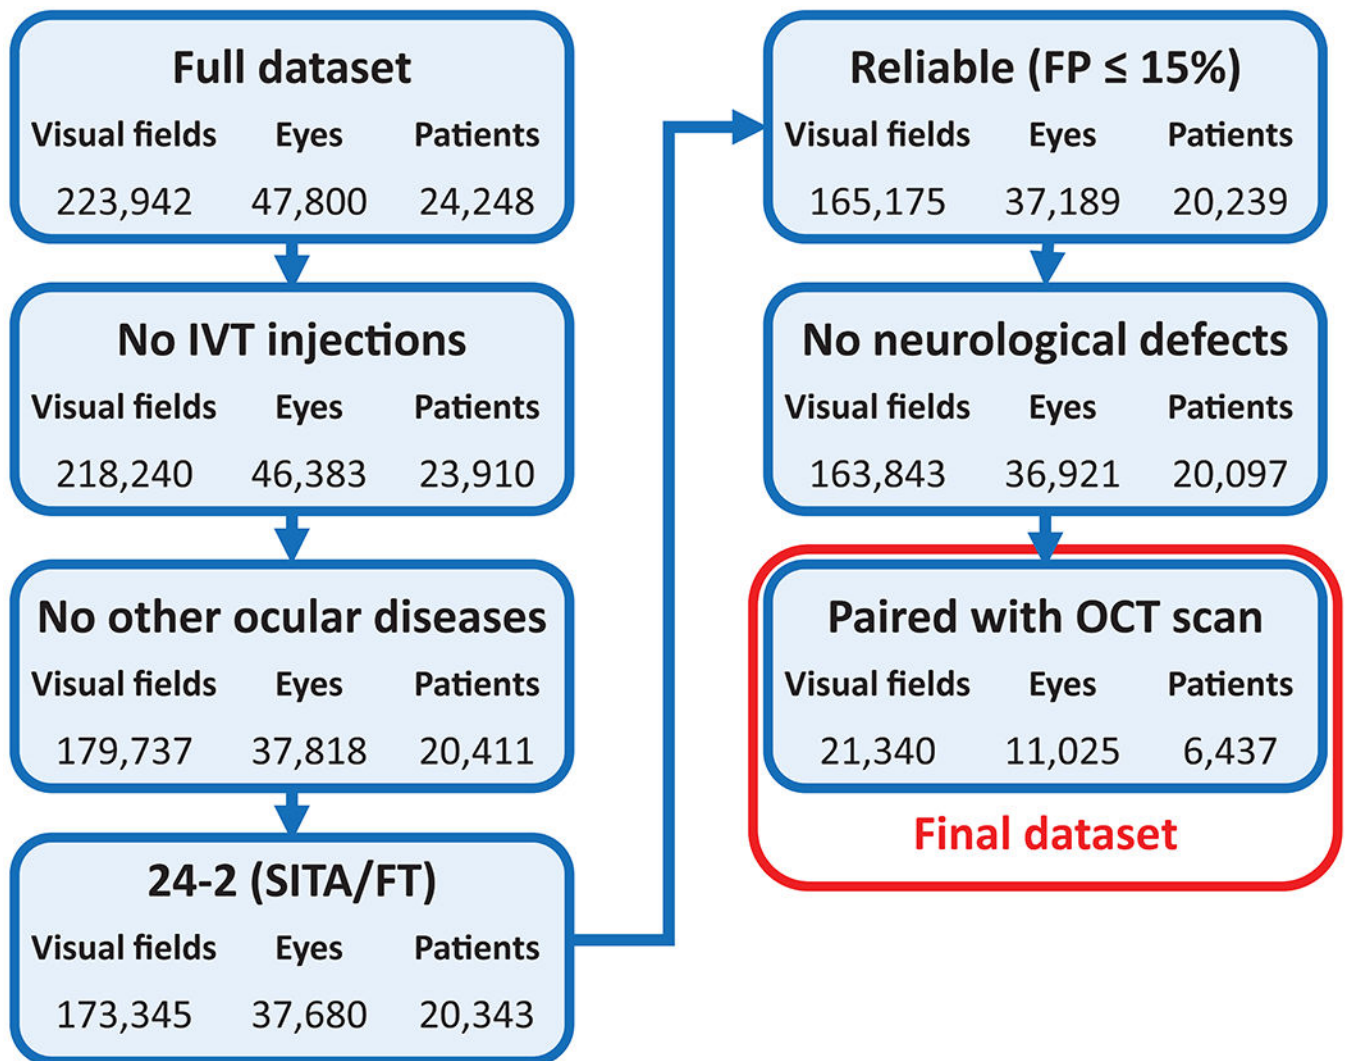 Full dataset
Visual fields Eyes Patients
223,942 47,800 24,248
No IVT injections
Visual fields Eyes Patients
218,240 46,383 23,910
No other ocular diseases
Visual fields Eyes Patients
179,737 37,818 20,411
24-2 (SITA/FT)
Visual fields Eyes Patients
173,345 37,680 20,343
Reliable (FP ≤ 15%)
Visual fields Eyes Patients
165,175 37,189 20,239
No neurological defects
Visual fields Eyes Patients
163,843 36,921 20,097
Paired with OCT scan
Visual fields Eyes Patients
21,340 11,025 6,437
Final dataset